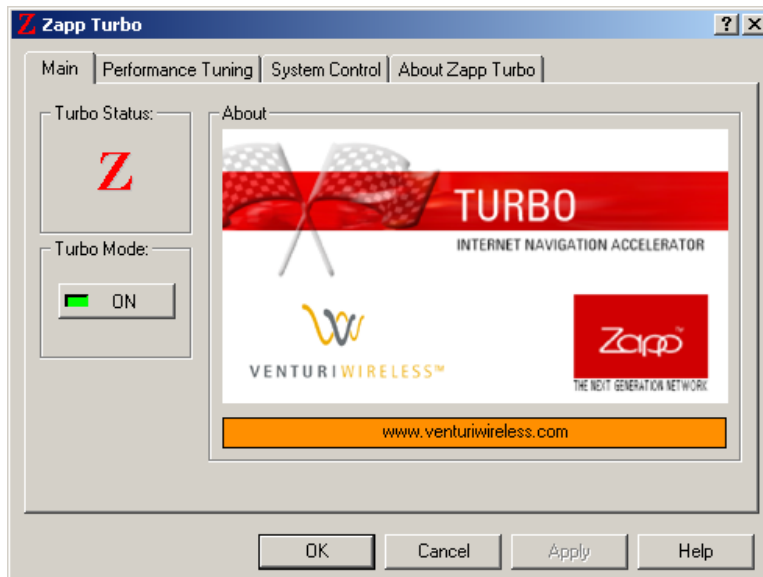 Z Zapp Turbo
Main Performance Tuning System Control About Zapp Turbo
Turbo Status:
Z
Turbo Mode:
ON
About
TURBO
INTERNET NAVIGATION ACCELERATOR
VENTURIWIRELESS™
Zapp™
THE NEXT GENERATION NETWORK
www.venturiwireless.com
OK Cancel Apply Help